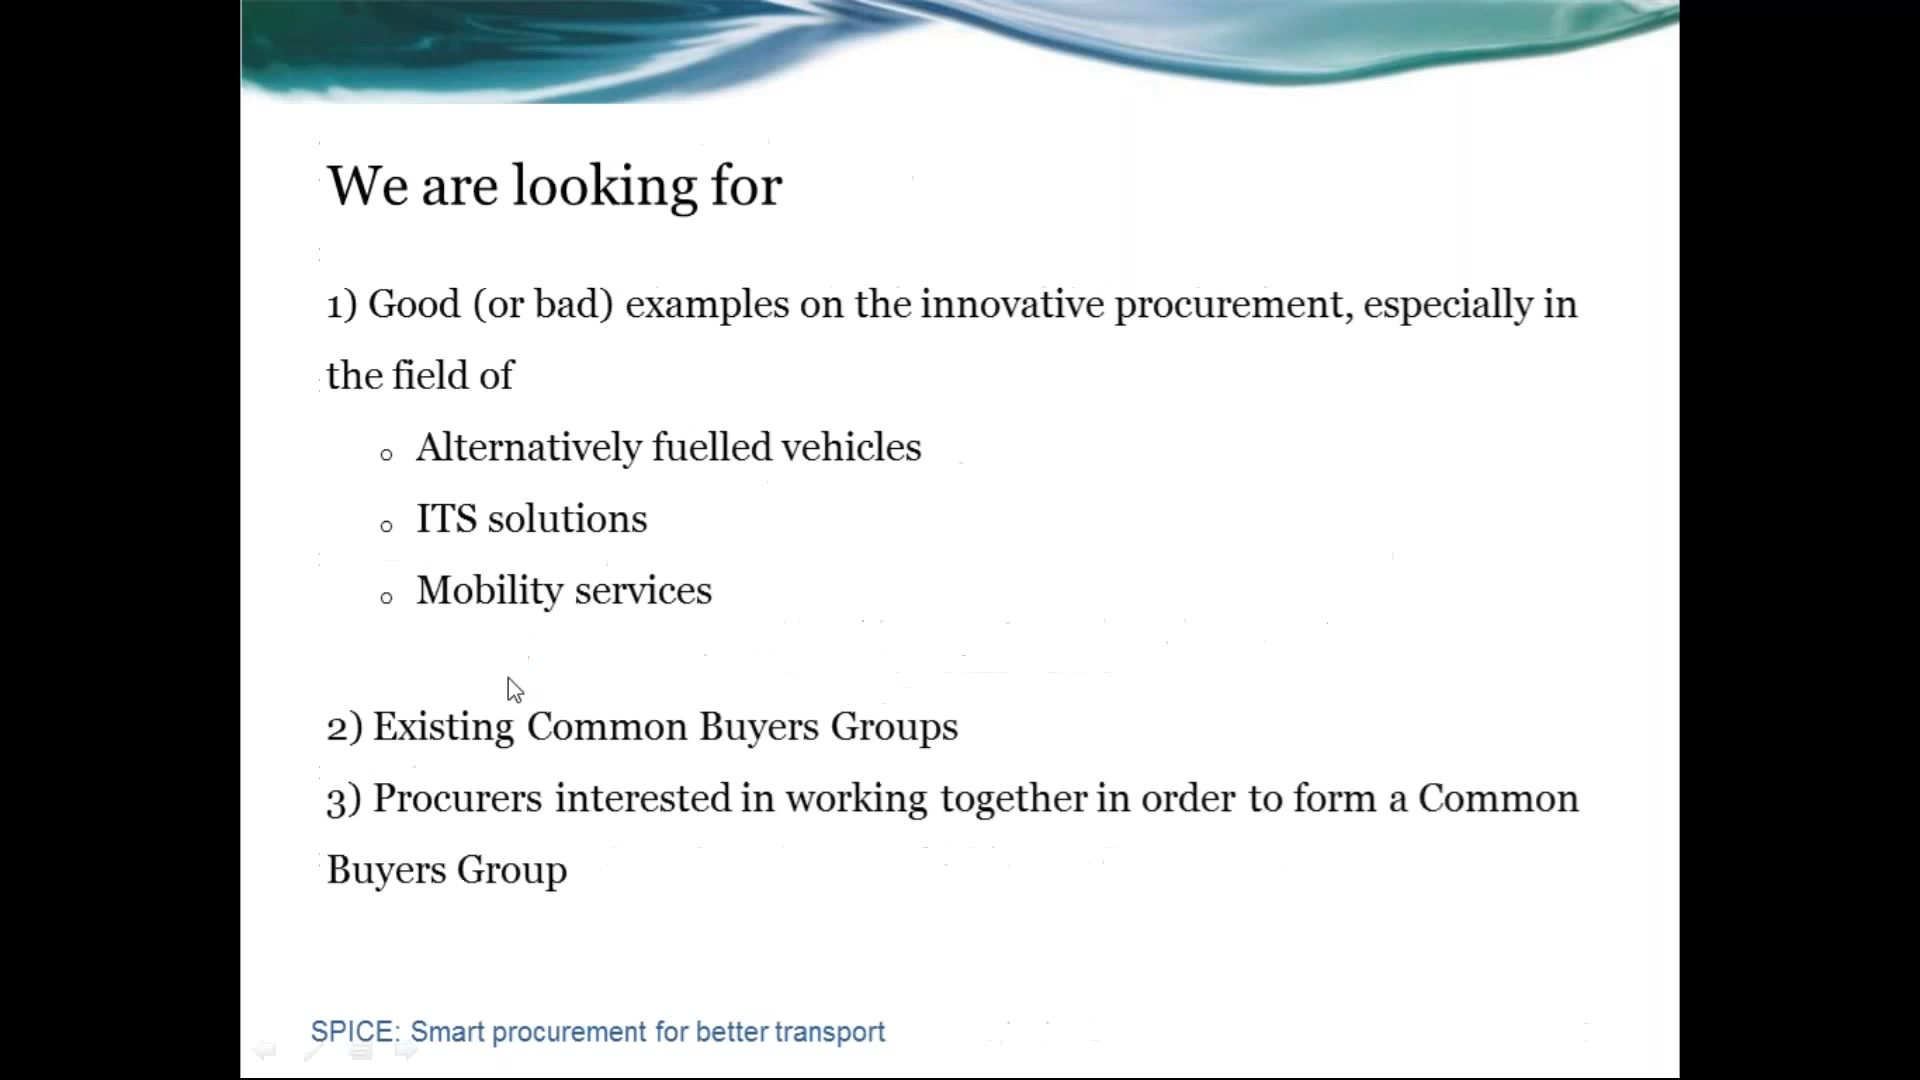 We are looking for
1) Good (or bad) examples on the innovative procurement, especially in
the field of
o Alternatively fuelled vehicles
o ITS solutions
o Mobility services
2) Existing Common Buyers Groups
3) Procurers interested in working together in order to form a Common
Buyers Group
SPICE: Smart procurement for better transport